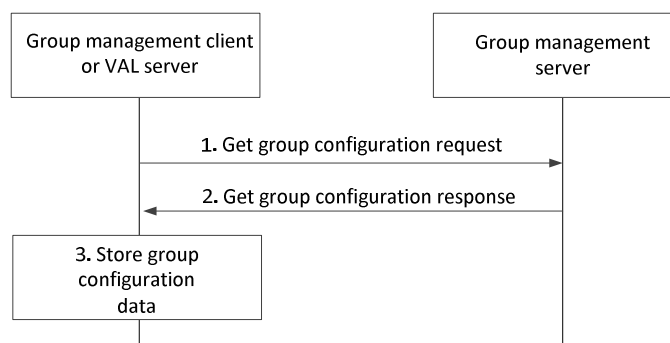 Group management client
or VAL server
Group management
server
1. Get group configuration request
2. Get group configuration response
3. Store group
configuration
data